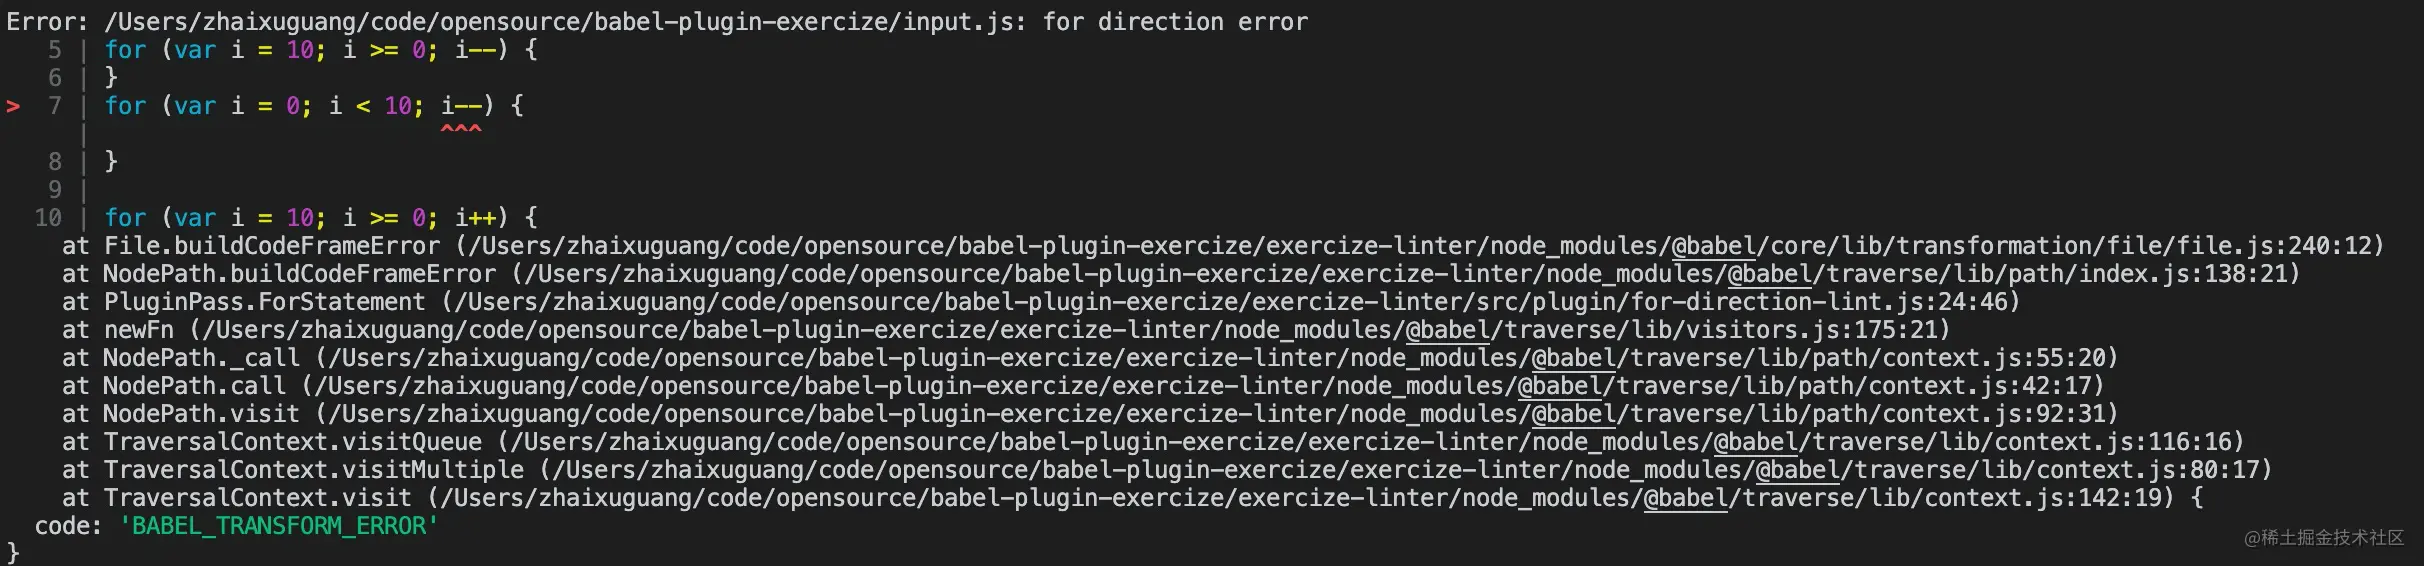 Error: /Users/zhaixuguang/code/opensource/babel-plugin-exercize/input.js: for direction error
   5 | for (var i = 10; i >= 0; i--) {
   6 | }
>  7 | for (var i = 0; i < 10; i--) {
     |                         ^^^
   8 | }
   9 |
  10 | for (var i = 10; i >= 0; i++) {
    at File.buildCodeFrameError (/Users/zhaixuguang/code/opensource/babel-plugin-exercize/exercize-linter/node_modules/@babel/core/lib/transformation/file/file.js:240:12)
    at NodePath.buildCodeFrameError (/Users/zhaixuguang/code/opensource/babel-plugin-exercize/exercize-linter/node_modules/@babel/traverse/lib/path/index.js:138:21)
    at PluginPass.ForStatement (/Users/zhaixuguang/code/opensource/babel-plugin-exercize/exercize-linter/src/plugin/for-direction-lint.js:24:46)
    at newFn (/Users/zhaixuguang/code/opensource/babel-plugin-exercize/exercize-linter/node_modules/@babel/traverse/lib/visitors.js:175:21)
    at NodePath._call (/Users/zhaixuguang/code/opensource/babel-plugin-exercize/exercize-linter/node_modules/@babel/traverse/lib/path/context.js:55:20)
    at NodePath.call (/Users/zhaixuguang/code/opensource/babel-plugin-exercize/exercize-linter/node_modules/@babel/traverse/lib/path/context.js:42:17)
    at NodePath.visit (/Users/zhaixuguang/code/opensource/babel-plugin-exercize/exercize-linter/node_modules/@babel/traverse/lib/path/context.js:92:31)
    at TraversalContext.visitQueue (/Users/zhaixuguang/code/opensource/babel-plugin-exercize/exercize-linter/node_modules/@babel/traverse/lib/context.js:116:16)
    at TraversalContext.visitMultiple (/Users/zhaixuguang/code/opensource/babel-plugin-exercize/exercize-linter/node_modules/@babel/traverse/lib/context.js:80:17)
    at TraversalContext.visit (/Users/zhaixuguang/code/opensource/babel-plugin-exercize/exercize-linter/node_modules/@babel/traverse/lib/context.js:142:19) {
  code: 'BABEL_TRANSFORM_ERROR'
}
@稀土掘金技术社区